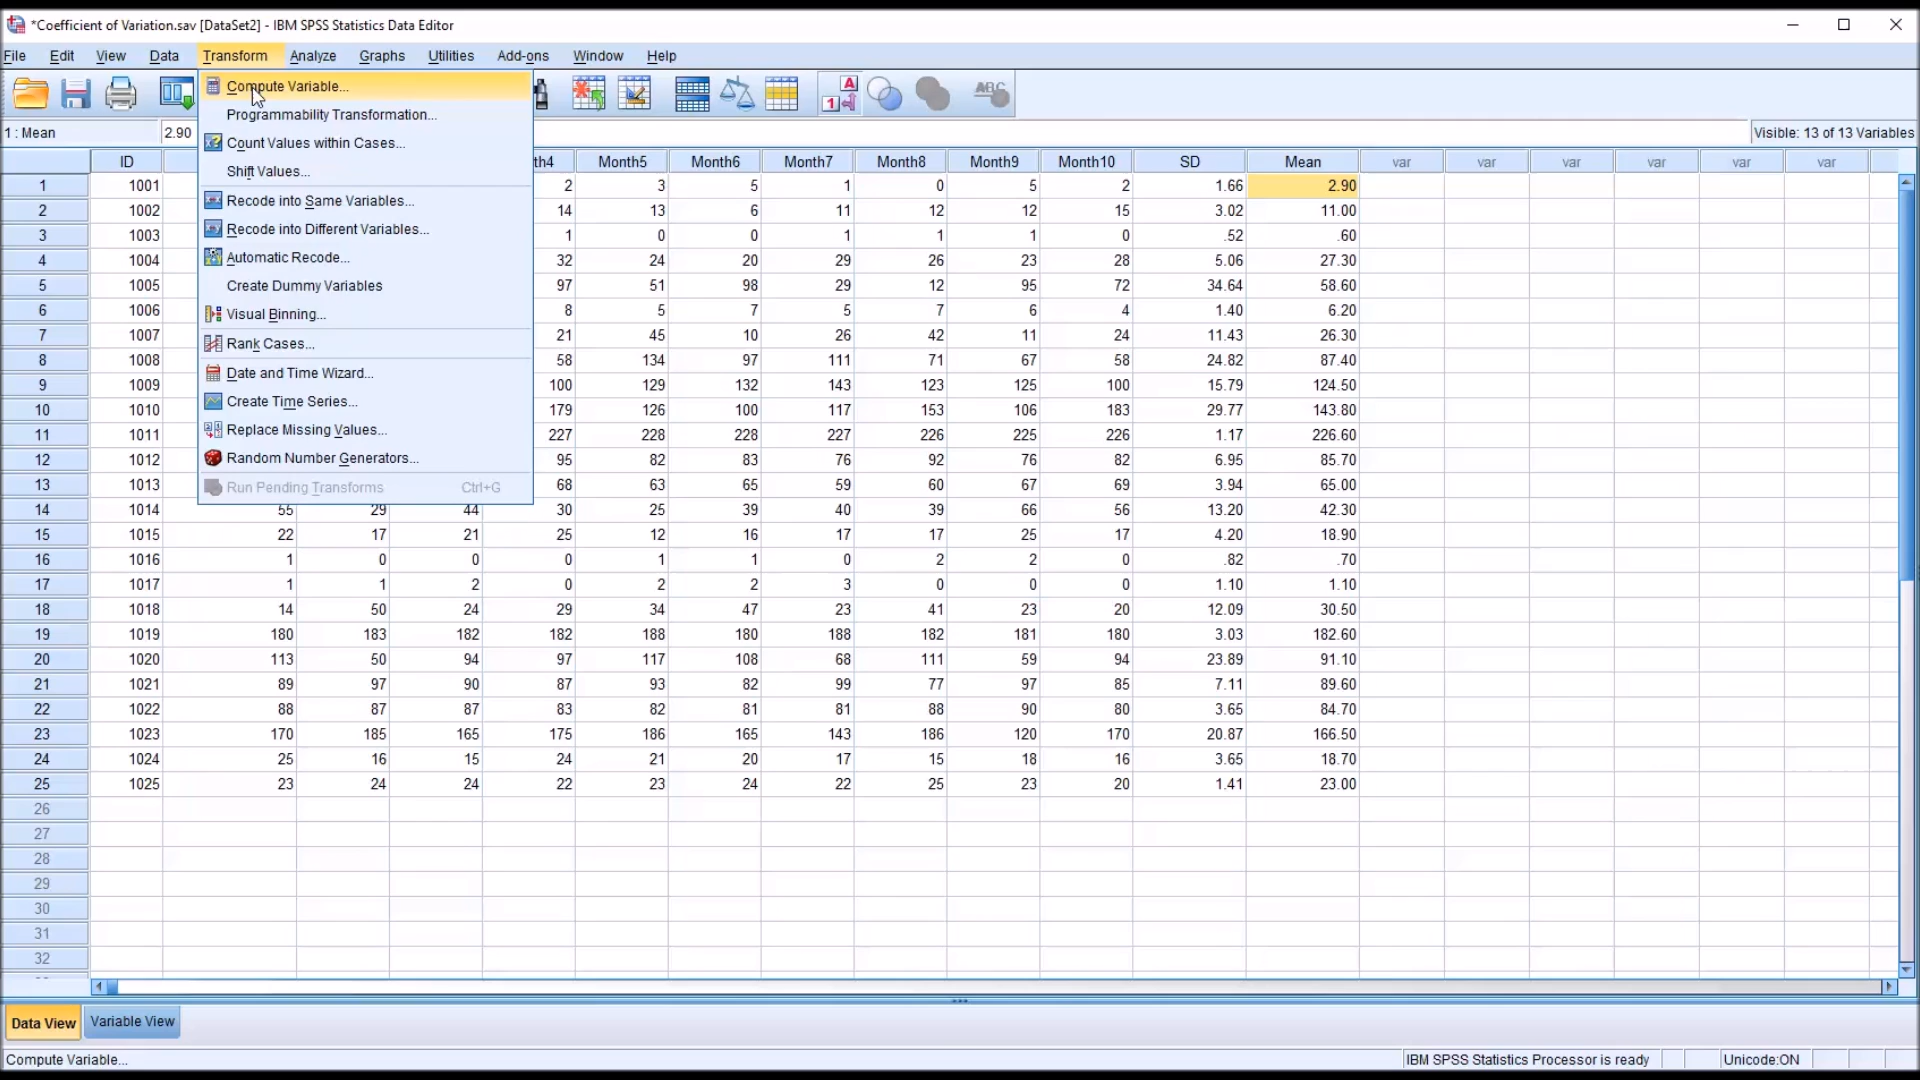 *Coefficient of Variation.sav [DataSet2] - IBM SPSS Statistics Data Editor
File Edit View Data Transform Analyze Graphs Utilities Add-ons Window Help
Compute Variable...
Programmability Transformation...
Count Values within Cases...
Shift Values...
Recode into Same Variables...
Recode into Different Variables...
Automatic Recode...
Create Dummy Variables
Visual Binning...
Rank Cases...
Date and Time Wizard...
Create Time Series...
Replace Missing Values...
Random Number Generators...
Run Pending Transforms Ctrl+G
1 : Mean 2.90 Visible: 13 of 13 Variables
ID th4 Month5 Month6 Month7 Month8 Month9 Month10 SD Mean var var var var var var
1 1001 2 3 5 1 0 5 2 1.66 2.90
2 1002 14 13 6 11 12 12 15 3.02 11.00
3 1003 1 0 0 1 1 1 0 .52 .60
4 1004 32 24 20 29 26 23 28 5.06 27.30
5 1005 97 51 98 29 12 95 72 34.64 58.60
6 1006 8 5 7 5 7 6 4 1.40 6.20
7 1007 21 45 10 26 42 11 24 11.43 26.30
8 1008 58 134 97 111 71 67 58 24.82 87.40
9 1009 100 129 132 143 123 125 100 15.79 124.50
10 1010 179 126 100 117 153 106 183 29.77 143.80
11 1011 227 228 228 227 226 225 226 1.17 226.60
12 1012 95 82 83 76 92 76 82 6.95 85.70
13 1013 68 63 65 59 60 67 69 3.94 65.00
14 1014 55 29 44 30 25 39 40 39 66 56 13.20 42.30
15 1015 22 17 21 25 12 16 17 17 25 17 4.20 18.90
16 1016 1 0 0 0 1 1 0 2 2 0 .82 .70
17 1017 1 1 2 0 2 2 3 0 0 0 1.10 1.10
18 1018 14 50 24 29 34 47 23 41 23 20 12.09 30.50
19 1019 180 183 182 182 188 180 188 182 181 180 3.03 182.60
20 1020 113 50 94 97 117 108 68 111 59 94 23.89 91.10
21 1021 89 97 90 87 93 82 99 77 97 85 7.11 89.60
22 1022 88 87 87 83 82 81 81 88 90 80 3.65 84.70
23 1023 170 185 165 175 186 165 143 186 120 170 20.87 166.50
24 1024 25 16 15 24 21 20 17 15 18 16 3.65 18.70
25 1025 23 24 24 22 23 24 22 25 23 20 1.41 23.00
26
27
28
29
30
31
32
Data View Variable View
Compute Variable... IBM SPSS Statistics Processor is ready Unicode:ON